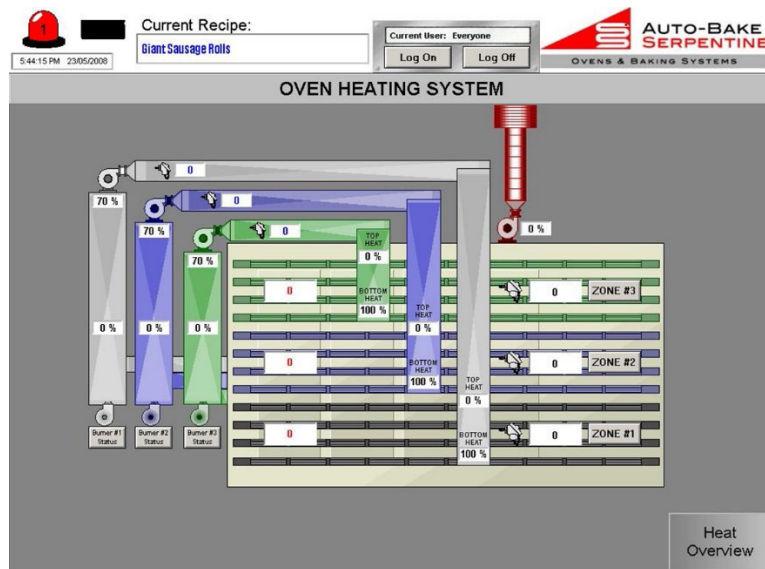 1
5:44:15 PM 23/05/2008
Current Recipe:
Giant Sausage Rolls
Current User: Everyone
Log On
Log Off
AUTO-BAKE
SERPENTINE
OVENS & BAKING SYSTEMS
OVEN HEATING SYSTEM
0
70 %
0
0 %
70 %
0
TOP
HEAT
0 %
70 %
0
BOTTOM
HEAT
100 %
0
ZONE #3
TOP
HEAT
0 %
0 %
0 %
0 %
0
BOTTOM
HEAT
100 %
0
ZONE #2
TOP
HEAT
0 %
0
BOTTOM
HEAT
100 %
0
ZONE #1
Burner #1
Status
Burner #2
Status
Burner #3
Status
Heat
Overview